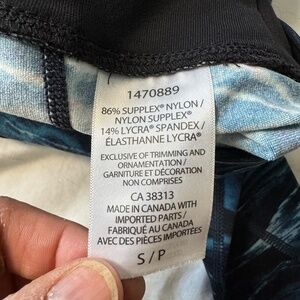 1470889
86% SUPPLEX® NYLON /
NYLON SUPPLEX®
14% LYCRA® SPANDEX /
ÉLASTHANNE LYCRA®
EXCLUSIVE OF TRIMMING AND
ORNAMENTATION /
GARNITURE ET DÉCORATION
NON COMPRISES
CA 38313
MADE IN CANADA WITH
IMPORTED PARTS /
FABRIQUÉ AU CANADA
AVEC DES PIÈCES IMPORTÉES
S/P